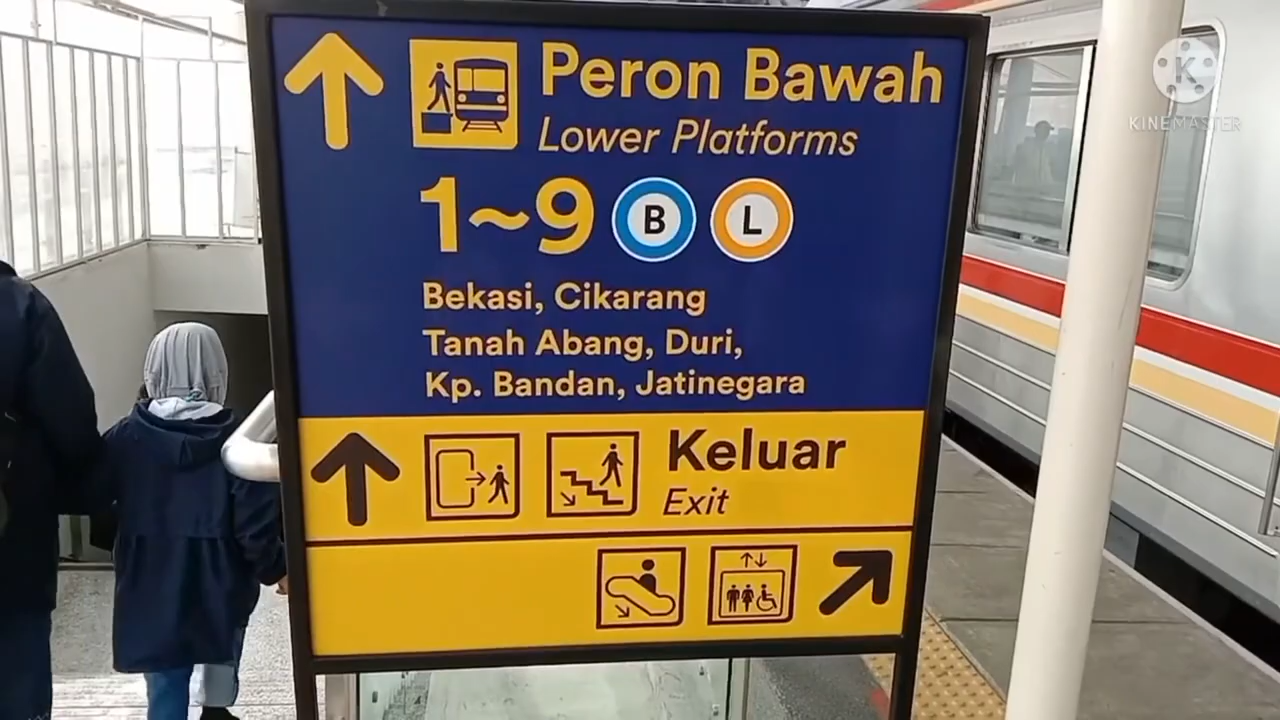 Peron Bawah
Lower Platforms
1~9 B L
Bekasi, Cikarang
Tanah Abang, Duri,
Kp. Bandan, Jatinegara
Keluar
Exit
K
KINEMASTER